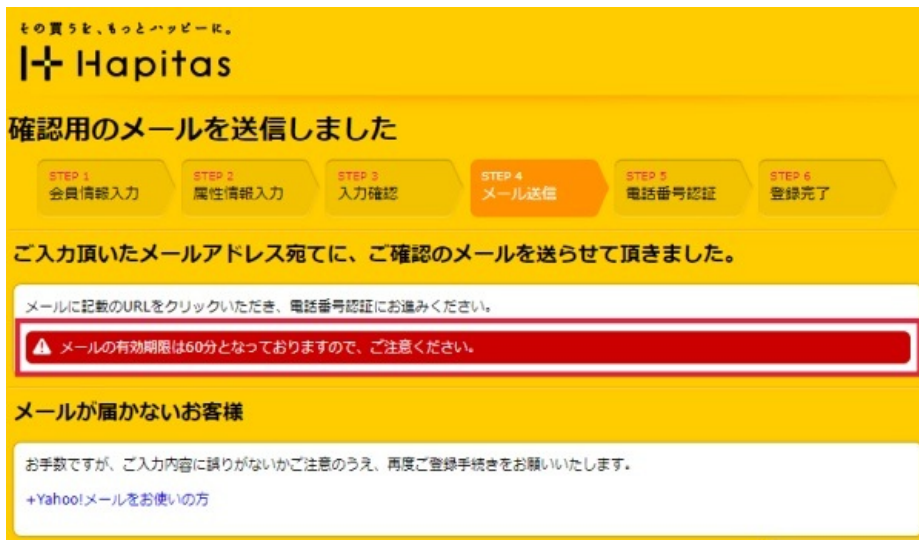 その買うを、もっとハッピーに。
Hapitas
確認用のメールを送信しました
STEP 1
会員情報入力
STEP 2
属性情報入力
STEP 3
入力確認
STEP 4
メール送信
STEP 5
電話番号認証
STEP 6
登録完了
ご入力頂いたメールアドレス宛てに、ご確認のメールを送らせて頂きました。
メールに記載のURLをクリックいただき、電話番号認証にお進みください。
メールの有効期限は60分となっておりますので、ご注意ください。
メールが届かないお客様
お手数ですが、ご入力内容に誤りがないかご注意のうえ、再度ご登録手続きをお願いいたします。
+Yahoo!メールをお使いの方